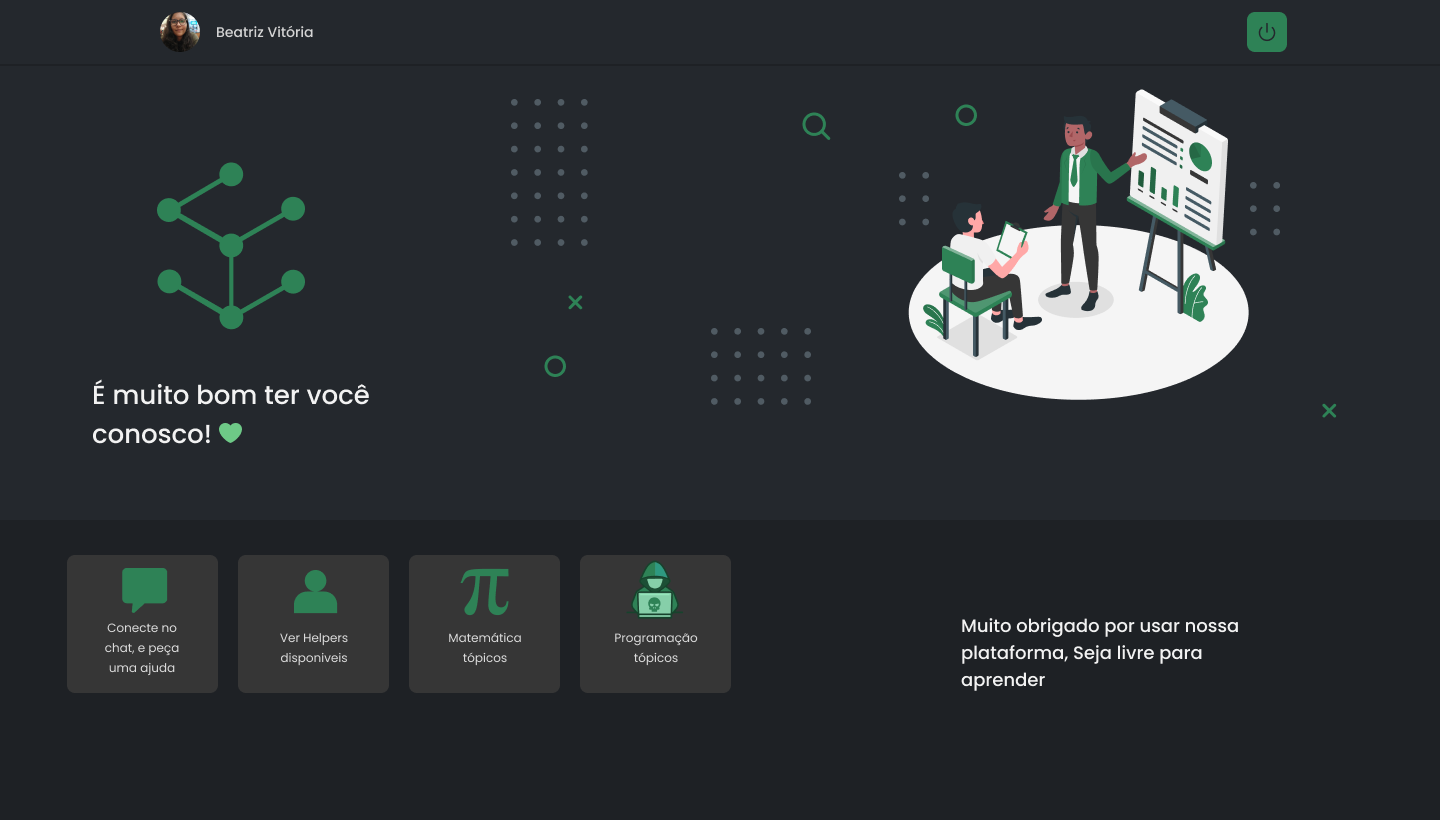 Beatriz Vitória
É muito bom ter você
conosco! 💚
Conecte no
chat, e peça
uma ajuda
Ver Helpers
disponiveis
π
Matemática
tópicos
Programação
tópicos
Muito obrigado por usar nossa
plataforma, Seja livre para
aprender